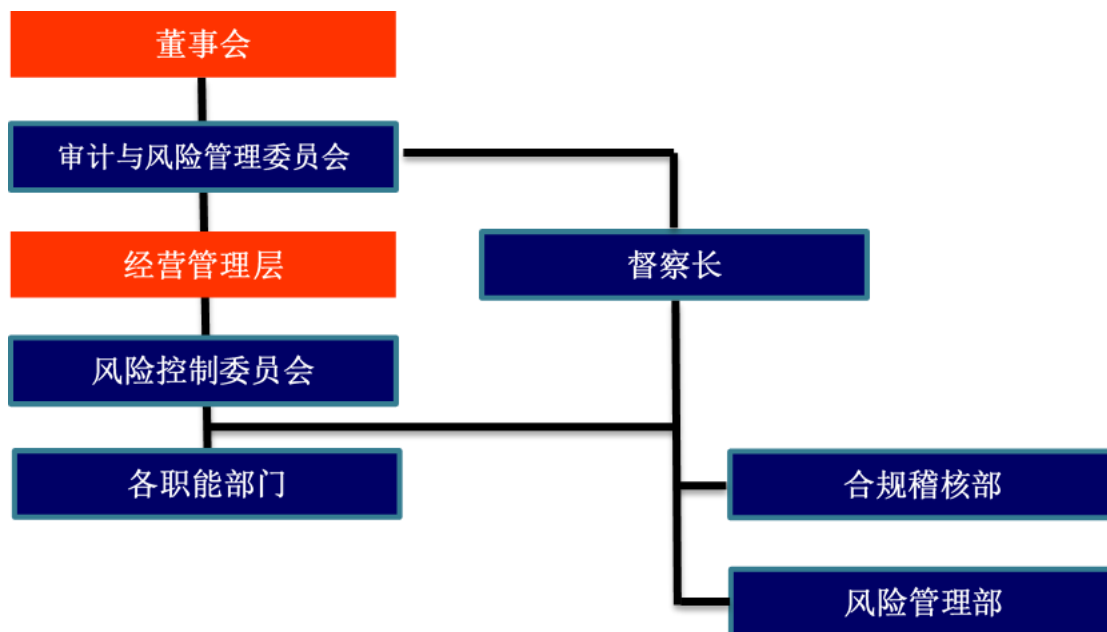 董事会
审计与风险管理委员会
经营管理层
督察长
风险控制委员会
各职能部门
合规稽核部
风险管理部